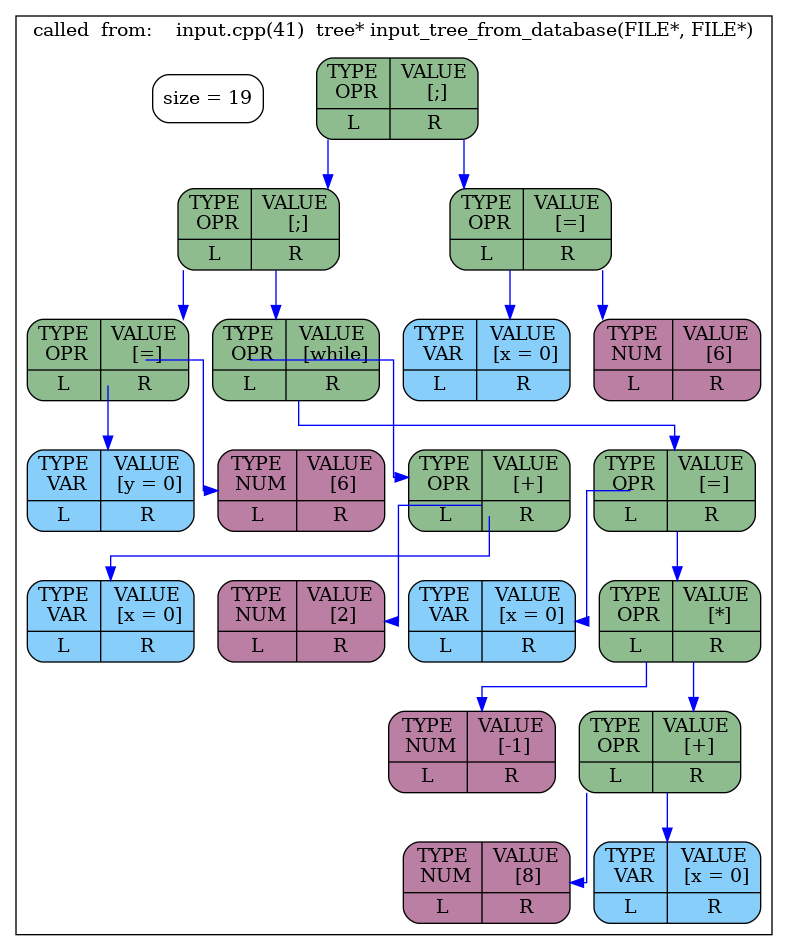 called from: input.cpp(41) tree* input_tree_from_database(FILE*, FILE*)
size = 19
TYPE VALUE
OPR [;]
L R
TYPE VALUE
OPR [;]
L R
TYPE VALUE
OPR [=]
L R
TYPE VALUE
OPR [=]
L R
TYPE VALUE
OPR [while]
L R
TYPE VALUE
VAR [x = 0]
L R
TYPE VALUE
NUM [6]
L R
TYPE VALUE
VAR [y = 0]
L R
TYPE VALUE
NUM [6]
L R
TYPE VALUE
OPR [+]
L R
TYPE VALUE
OPR [=]
L R
TYPE VALUE
VAR [x = 0]
L R
TYPE VALUE
NUM [2]
L R
TYPE VALUE
VAR [x = 0]
L R
TYPE VALUE
OPR [*]
L R
TYPE VALUE
NUM [-1]
L R
TYPE VALUE
OPR [+]
L R
TYPE VALUE
NUM [8]
L R
TYPE VALUE
VAR [x = 0]
L R